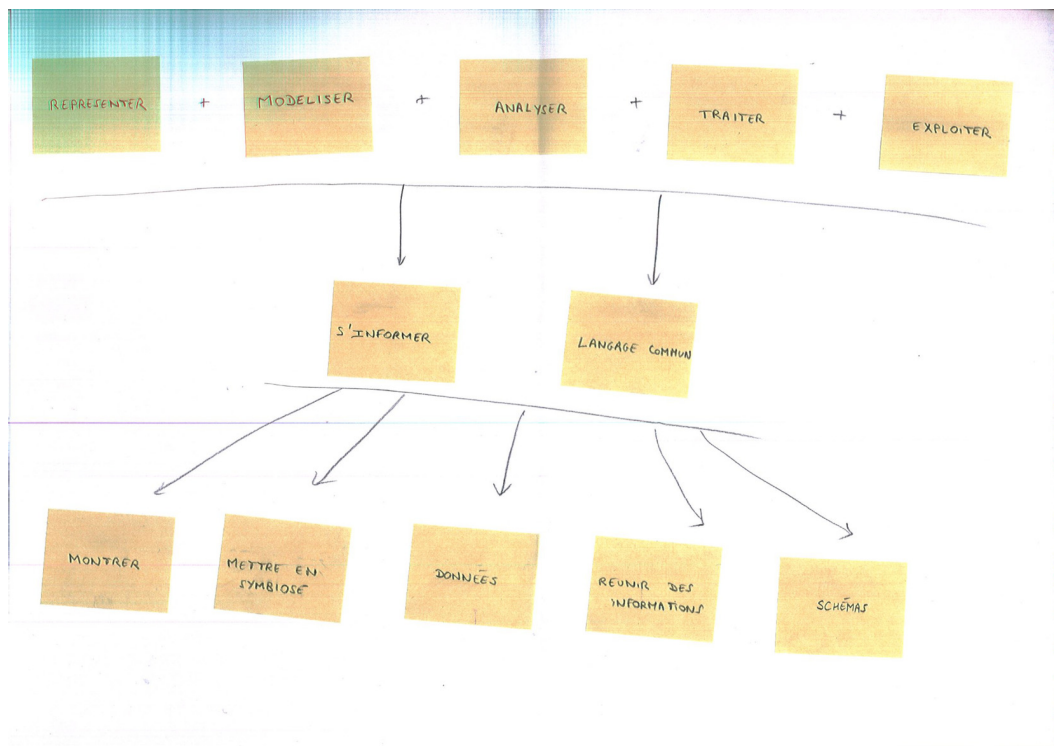 REPRESENTER + MODELISER + ANALYSER + TRAITER + EXPLOITER
S'INFORMER
LANGAGE COMMUN
MONTRER
METTRE EN
SYMBIOSE
DONNÉES
REUNIR DES
INFORMATIONS
SCHÉMAS